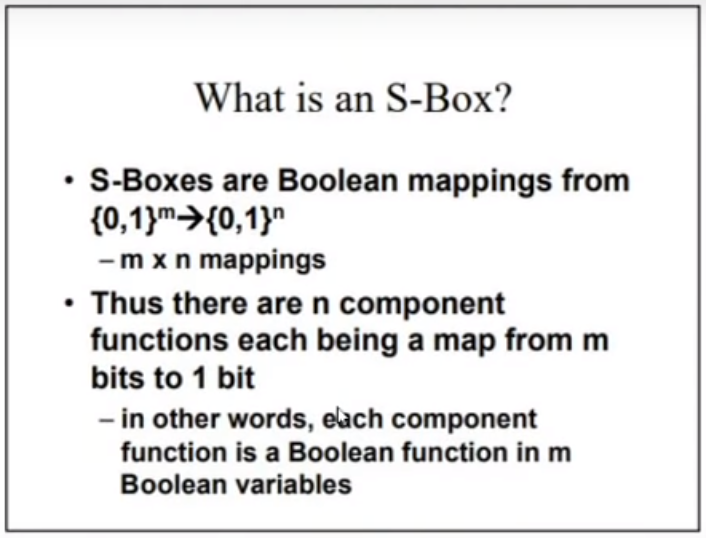 What is an S-Box?
• S-Boxes are Boolean mappings from
{0,1}ᵐ→{0,1}ⁿ
– m x n mappings
• Thus there are n component
functions each being a map from m
bits to 1 bit
– in other words, each component
function is a Boolean function in m
Boolean variables